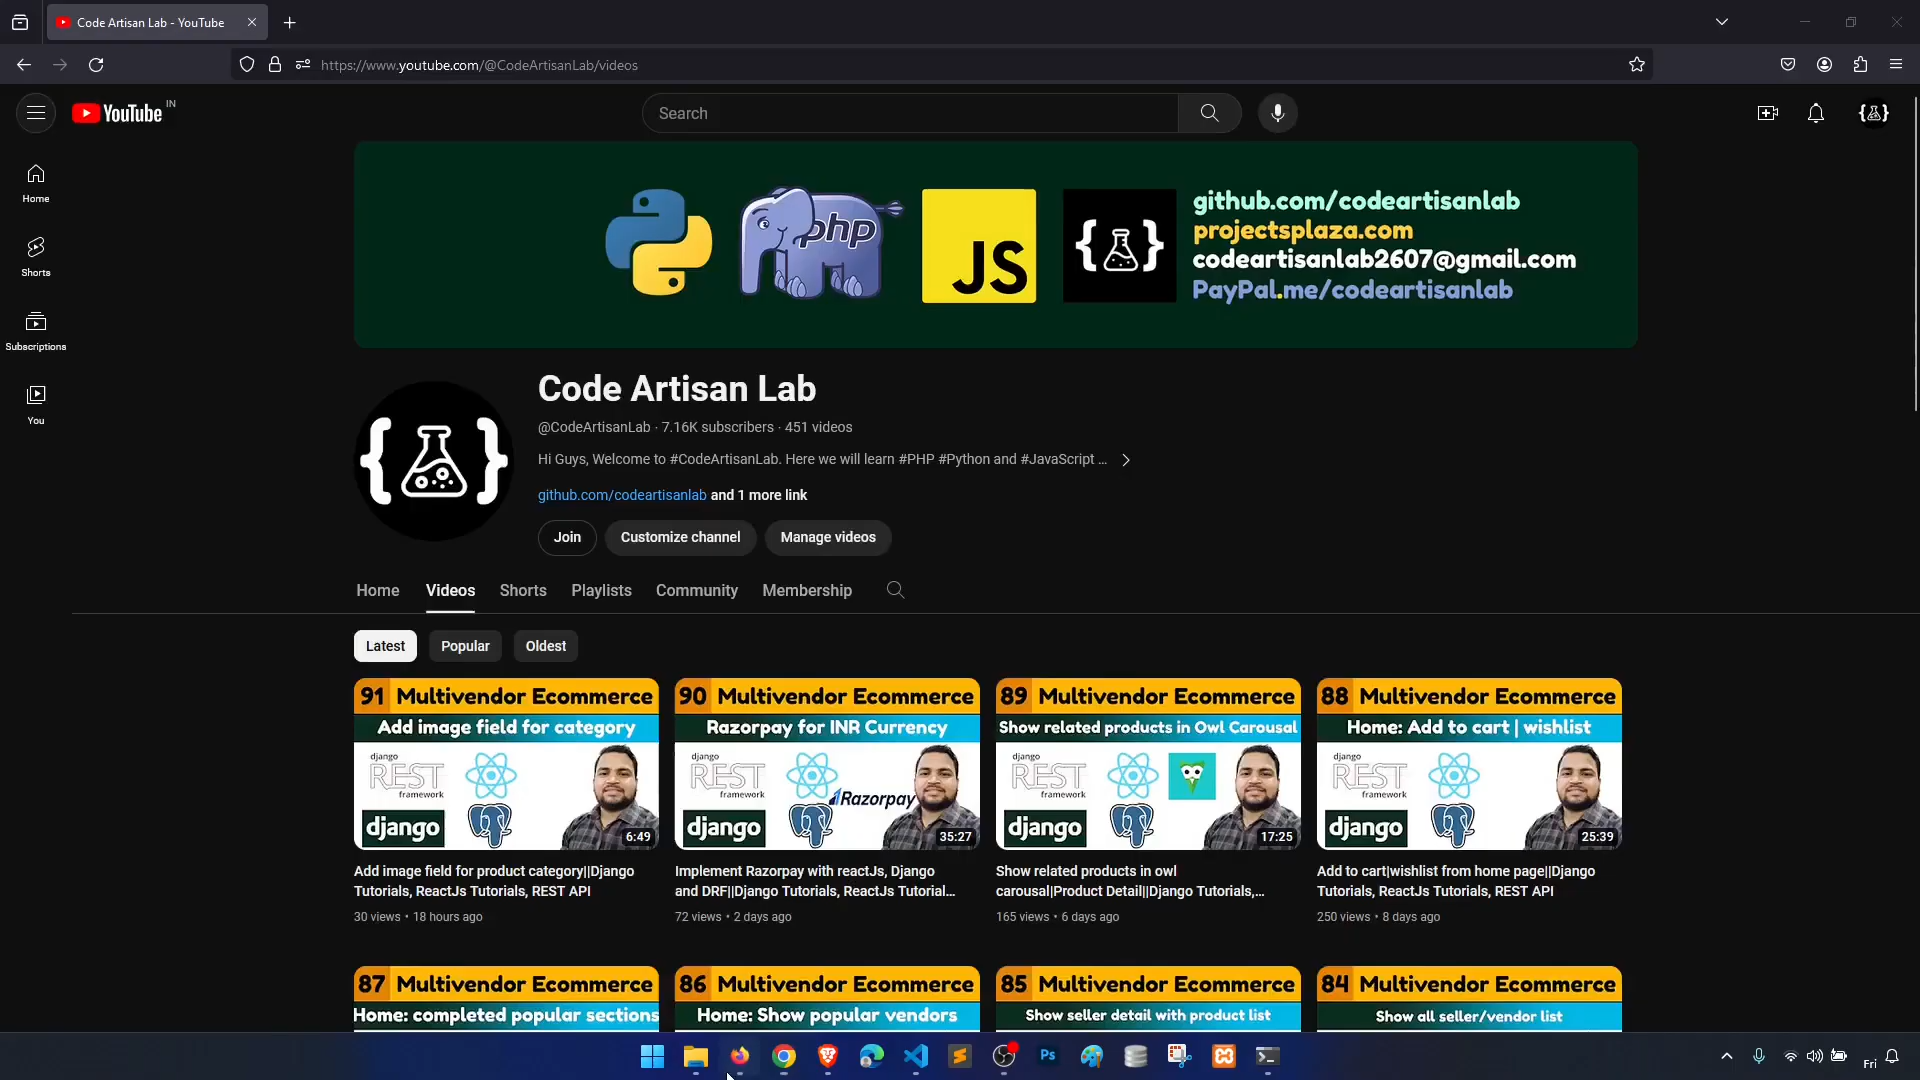 Code Artisan Lab - YouTube
https://www.youtube.com/@CodeArtisanLab/videos
YouTube IN
Search
Home
Shorts
Subscriptions
You
php
JS
github.com/codeartisanlab
projectsplaza.com
codeartisanlab2607@gmail.com
PayPal.me/codeartisanlab
Code Artisan Lab
@CodeArtisanLab · 7.16K subscribers · 451 videos
Hi Guys, Welcome to #CodeArtisanLab. Here we will learn #PHP #Python and #JavaScript ...
github.com/codeartisanlab and 1 more link
Join
Customize channel
Manage videos
Home
Videos
Shorts
Playlists
Community
Membership
Latest
Popular
Oldest
91 Multivendor Ecommerce
Add image field for category
django
REST
framework
django
6:49
Add image field for product category||Django
Tutorials, ReactJs Tutorials, REST API
30 views • 18 hours ago
90 Multivendor Ecommerce
Razorpay for INR Currency
django
REST
framework
Razorpay
django
35:27
Implement Razorpay with reactJs, Django
and DRF||Django Tutorials, ReactJs Tutorial...
72 views • 2 days ago
89 Multivendor Ecommerce
Show related products in Owl Carousal
django
REST
framework
django
17:25
Show related products in owl
carousal|Product Detail||Django Tutorials,...
165 views • 6 days ago
88 Multivendor Ecommerce
Home: Add to cart | wishlist
django
REST
framework
django
25:39
Add to cart|wishlist from home page||Django
Tutorials, ReactJs Tutorials, REST API
250 views • 8 days ago
87 Multivendor Ecommerce
Home: completed popular sections
86 Multivendor Ecommerce
Home: Show popular vendors
85 Multivendor Ecommerce
Show seller detail with product list
84 Multivendor Ecommerce
Show all seller/vendor list
Ps
Fri